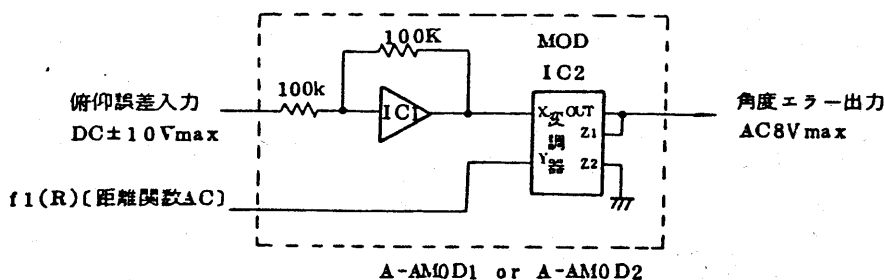 100K
MOD
IC2
100k
IC1
俯仰誤差入力
DC±10Vmax
X OUT
変調器
Z1
Y
Z2
角度エラー出力
AC8Vmax
f1(R)〔距離関数AC〕
A-AMOD1 or A-AMOD2